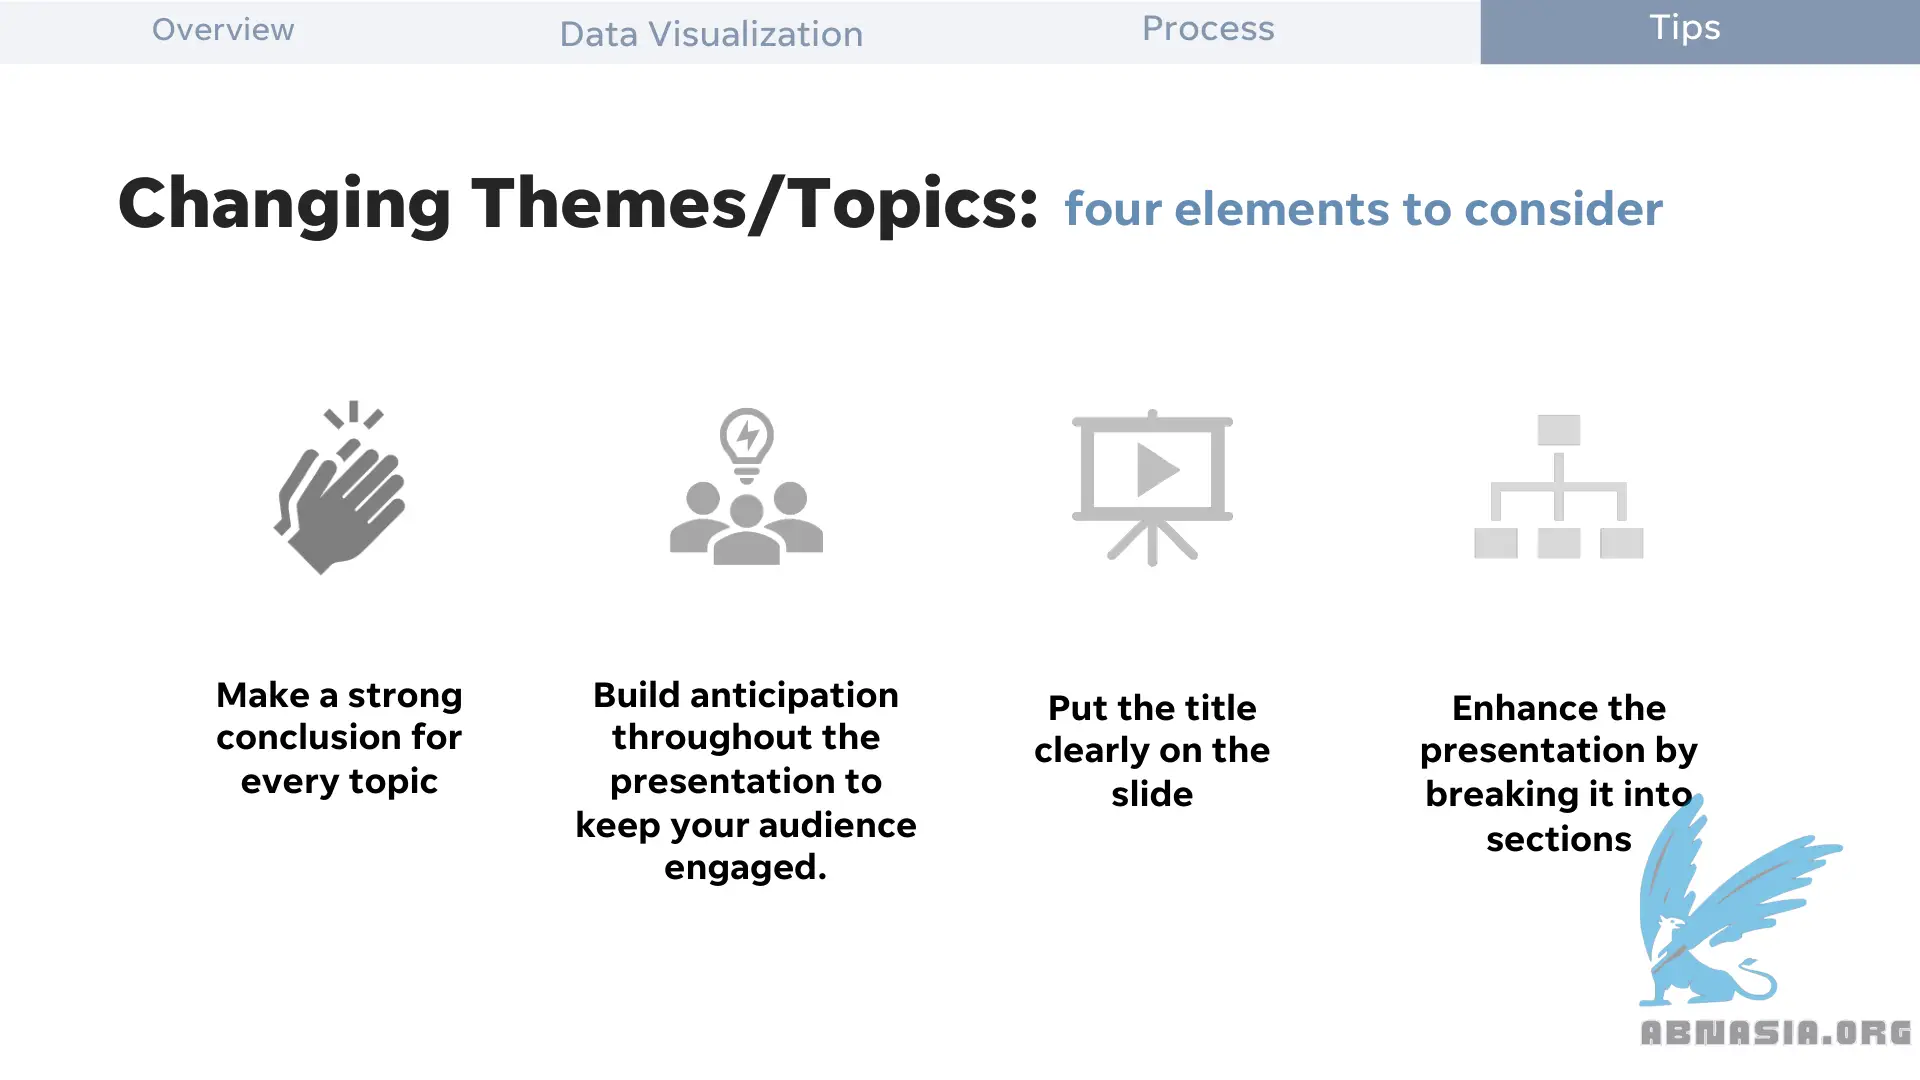 Overview
Data Visualization
Process
Tips
Changing Themes/Topics: four elements to consider
Make a strong
conclusion for
every topic
Build anticipation
throughout the
presentation to
keep your audience
engaged.
Put the title
clearly on the
slide
Enhance the
presentation by
breaking it into
sections
ABNASIA.ORG